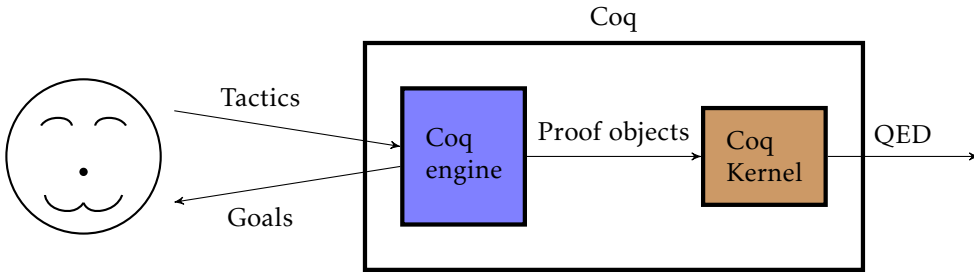 Coq
Tactics
Coq
engine
Proof objects
Coq
Kernel
QED
Goals